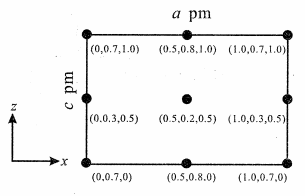 a pm
(0,0.7,1.0) (0.5,0.8,1.0) (1.0,0.7,1.0)
c pm
(0,0.3,0.5) (0.5,0.2,0.5) (1.0,0.3,0.5)
z
x
(0,0.7,0) (0.5,0.8,0) (1.0,0.7,0)